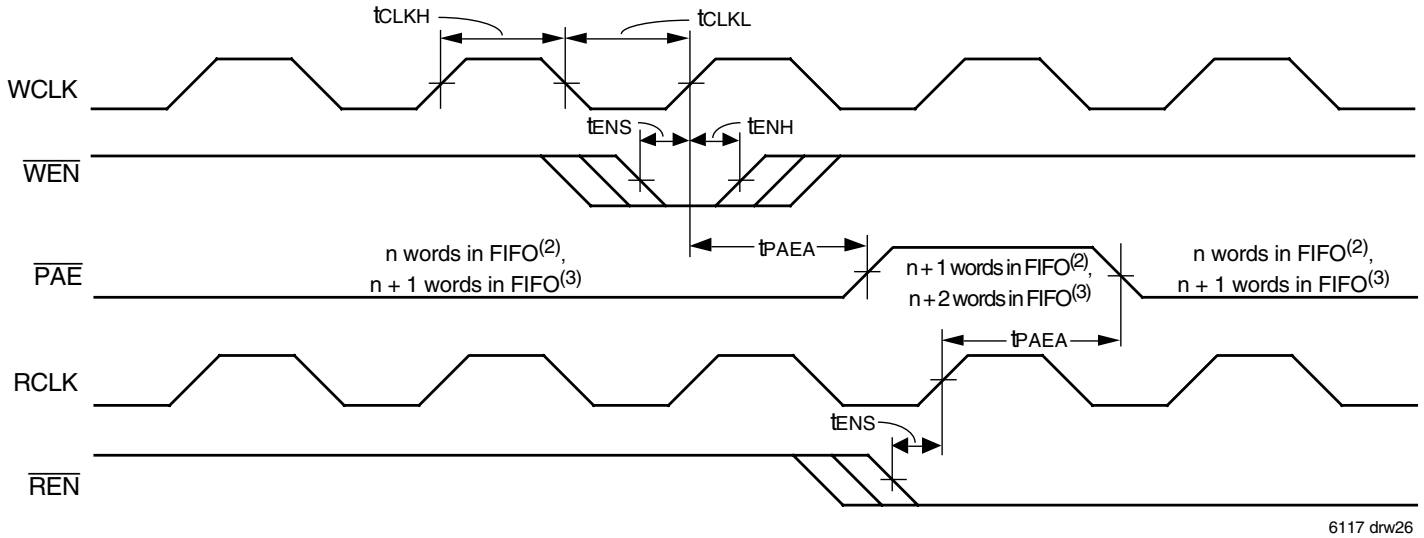 tCLKH
tCLKL
WCLK
tENS
tENH
WEN
n words in FIFO(2),
n + 1 words in FIFO(3)
tPAEA
n + 1 words in FIFO(2),
n + 2 words in FIFO(3)
n words in FIFO(2),
n + 1 words in FIFO(3)
PAE
tPAEA
RCLK
tENS
REN
6117 drw26